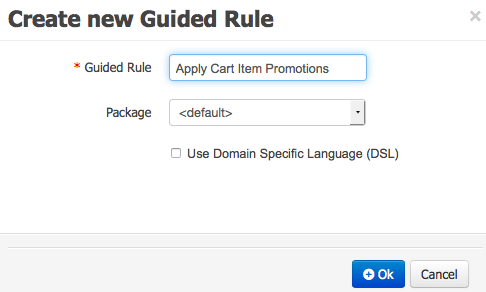 Create new Guided Rule ×
* Guided Rule Apply Cart Item Promotions
Package <default>
Use Domain Specific Language (DSL)
Ok Cancel